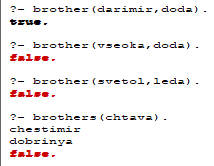 ?- brother(darimir,doda).
true.
?- brother(vseoka,doda).
false.
?- brother(svetol,leda).
false.
?- brothers(chtava).
chestimir
dobrinya
false.